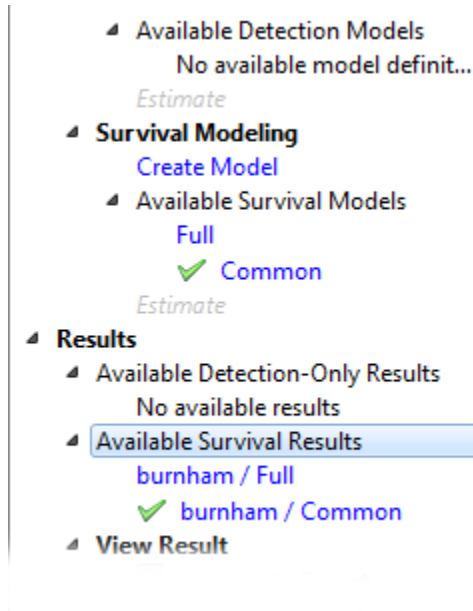 Available Detection Models
No available model definit...
Estimate
Survival Modeling
Create Model
Available Survival Models
Full
Common
Estimate
Results
Available Detection-Only Results
No available results
Available Survival Results
burnham / Full
burnham / Common
View Result